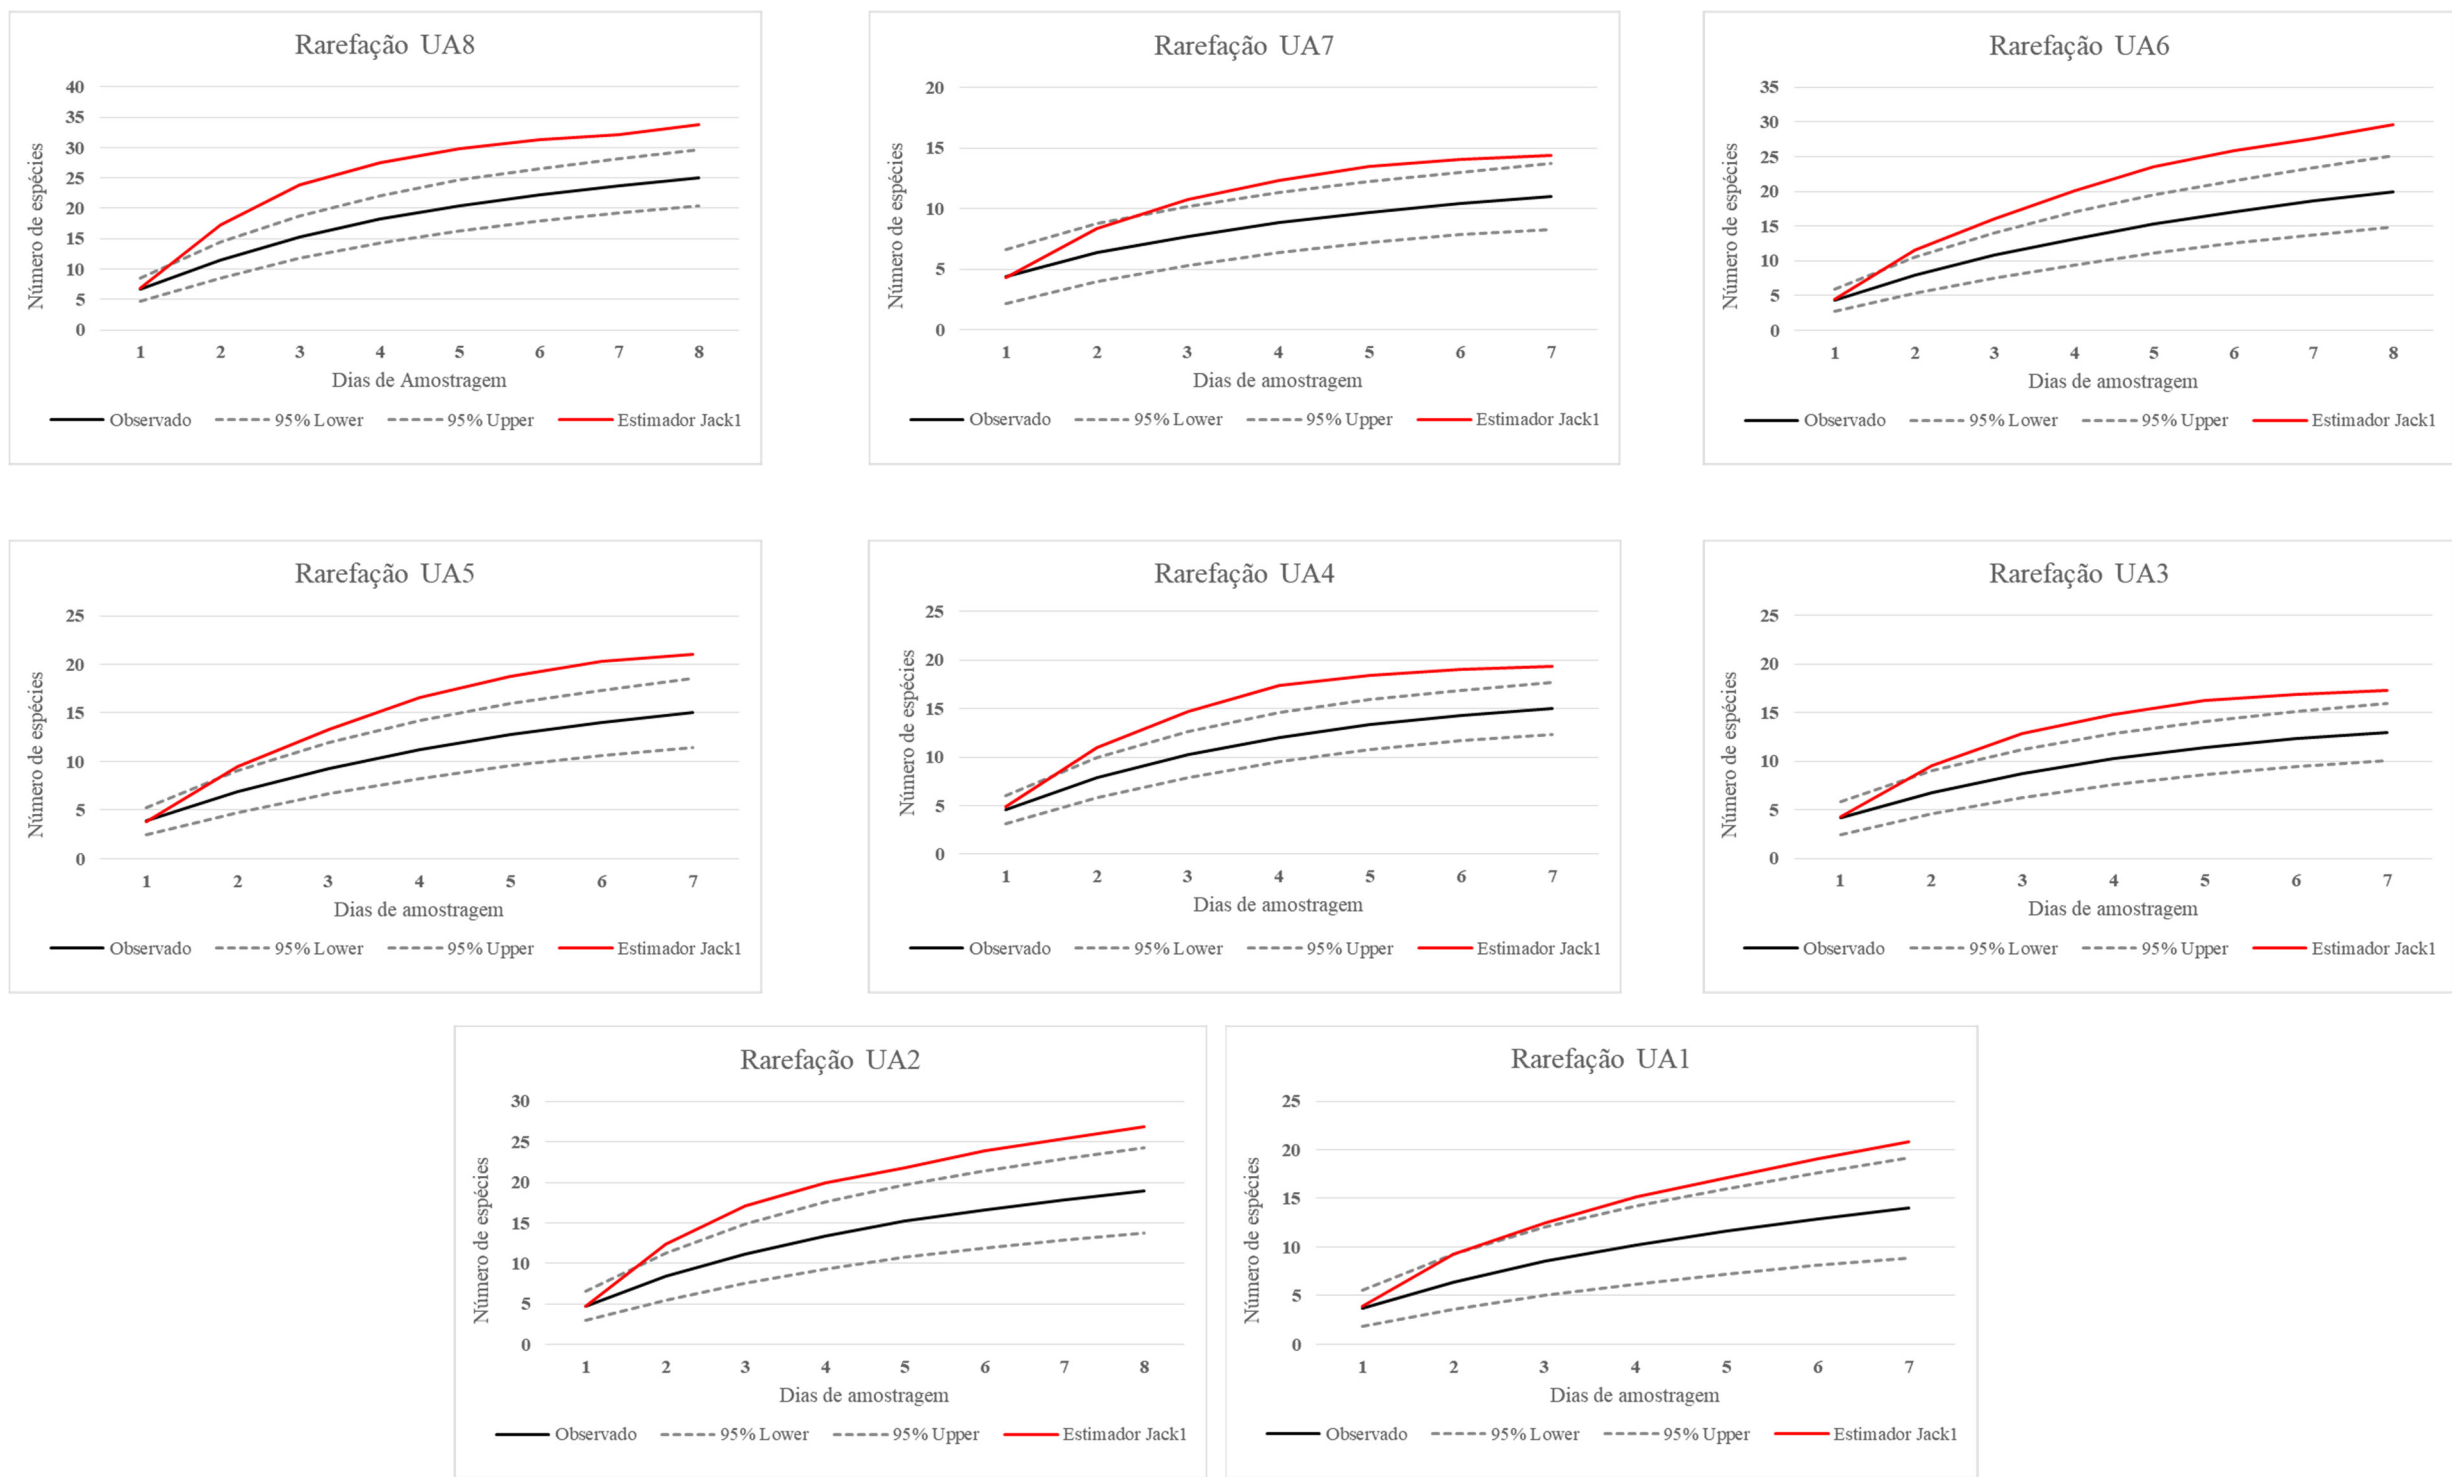 Rarefação UA8
Número de espécies
40
35
30
25
20
15
10
5
0
1 2 3 4 5 6 7 8
Dias de Amostragem
Observado 95% Lower 95% Upper Estimador Jack1
Rarefação UA7
Número de espécies
20
15
10
5
0
1 2 3 4 5 6 7
Dias de amostragem
Observado 95% Lower 95% Upper Estimador Jack1
Rarefação UA6
Número de espécies
35
30
25
20
15
10
5
0
1 2 3 4 5 6 7 8
Dias de amostragem
Observado 95% Lower 95% Upper Estimador Jack1
Rarefação UA5
Número de espécies
25
20
15
10
5
0
1 2 3 4 5 6 7
Dias de amostragem
Observado 95% Lower 95% Upper Estimador Jack1
Rarefação UA4
Número de espécies
25
20
15
10
5
0
1 2 3 4 5 6 7
Dias de amostragem
Observado 95% Lower 95% Upper Estimador Jack1
Rarefação UA3
Número de espécies
25
20
15
10
5
0
1 2 3 4 5 6 7
Dias de amostragem
Observado 95% Lower 95% Upper Estimador Jack1
Rarefação UA2
Número de espécies
30
25
20
15
10
5
0
1 2 3 4 5 6 7 8
Dias de amostragem
Observado 95% Lower 95% Upper Estimador Jack1
Rarefação UA1
Número de espécies
25
20
15
10
5
0
1 2 3 4 5 6 7
Dias de amostragem
Observado 95% Lower 95% Upper Estimador Jack1